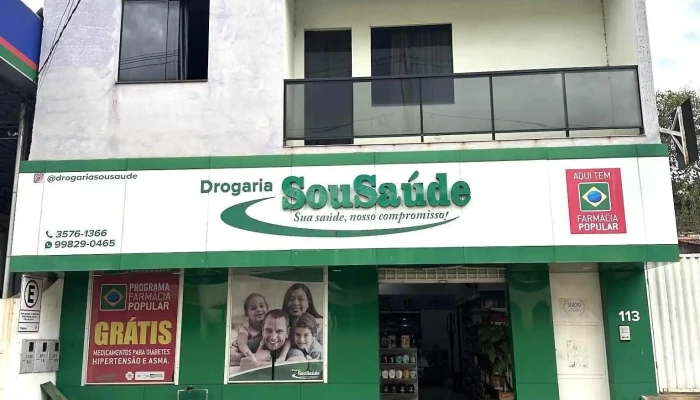 @drogariasousaude
Drogaria
SouSaúde
Sua saúde, nosso compromisso!
3576-1366
99829-0465
AQUI TEM
FARMÁCIA
POPULAR
PROGRAMA
FARMÁCIA
POPULAR
GRÁTIS
MEDICAMENTOS PARA DIABETES
HIPERTENSÃO E ASMA.
SouSaúde
E
113